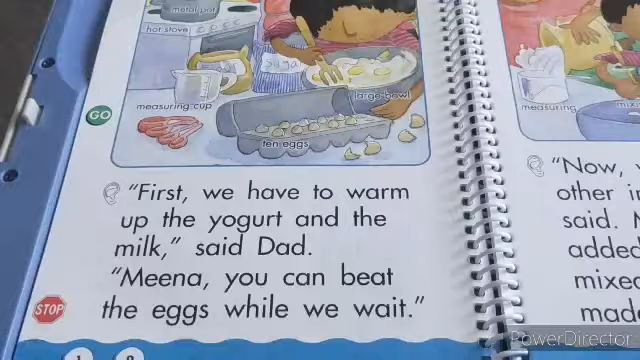 metal pot
hot stove
Suga
measuring cup
large bowl
ten eggs
GO
"First, we have to warm
up the yogurt and the
milk," said Dad.
"Meena, you can beat
the eggs while we wait."
STOP
measuring
"Now,
other
said.
added
mixed
made
PowerDirector